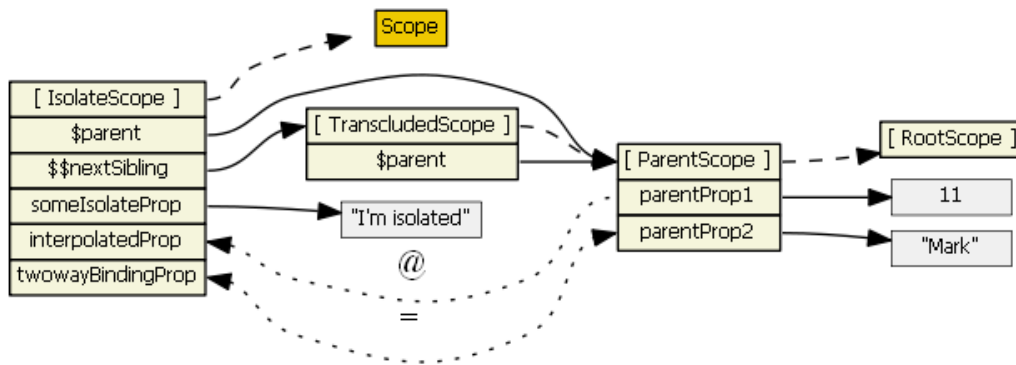 Scope
[ IsolateScope ]
$parent
$$nextSibling
someIsolateProp
interpolatedProp
twowayBindingProp
[ TranscludedScope ]
$parent
"I'm isolated"
@
=
[ ParentScope ]
parentProp1
parentProp2
[ RootScope ]
11
"Mark"